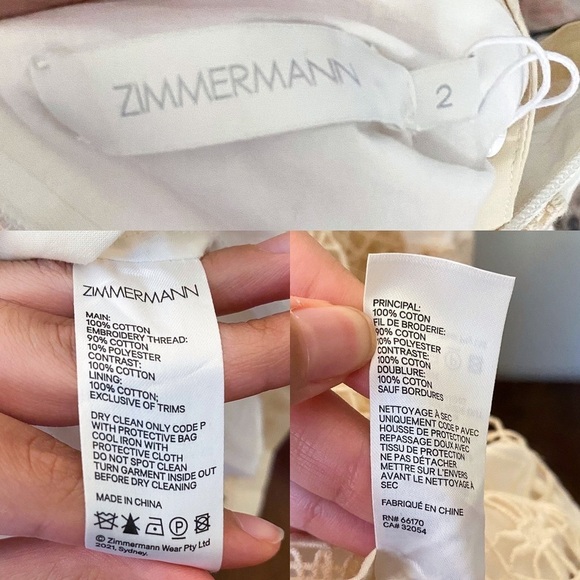 ZIMMERMANN
2
ZIMMERMANN
MAIN:
100% COTTON
EMBROIDERY THREAD:
90% COTTON
10% POLYESTER
CONTRAST:
100% COTTON
LINING:
100% COTTON;
EXCLUSIVE OF TRIMS
DRY CLEAN ONLY CODE P
WITH PROTECTIVE BAG
COOL IRON WITH
PROTECTIVE CLOTH
DO NOT SPOT CLEAN
TURN GARMENT INSIDE OUT
BEFORE DRY CLEANING
MADE IN CHINA
P
© Zimmermann Wear Pty Ltd
2021, Sydney.
PRINCIPAL:
100% COTON
FIL DE BRODERIE:
90% COTON
10% POLYESTER
CONTRASTE:
100% COTON
DOUBLURE:
100% COTON
SAUF BORDURES
NETTOYAGE À SEC
UNIQUEMENT CODE P AVEC
HOUSSE DE PROTECTION
REPASSAGE DOUX AVEC
TISSU DE PROTECTION
NE PAS DÉTACHER
METTRE SUR L'ENVERS
AVANT LE NETTOYAGE À
SEC
FABRIQUÉ EN CHINE
RN# 66170
CA# 32054